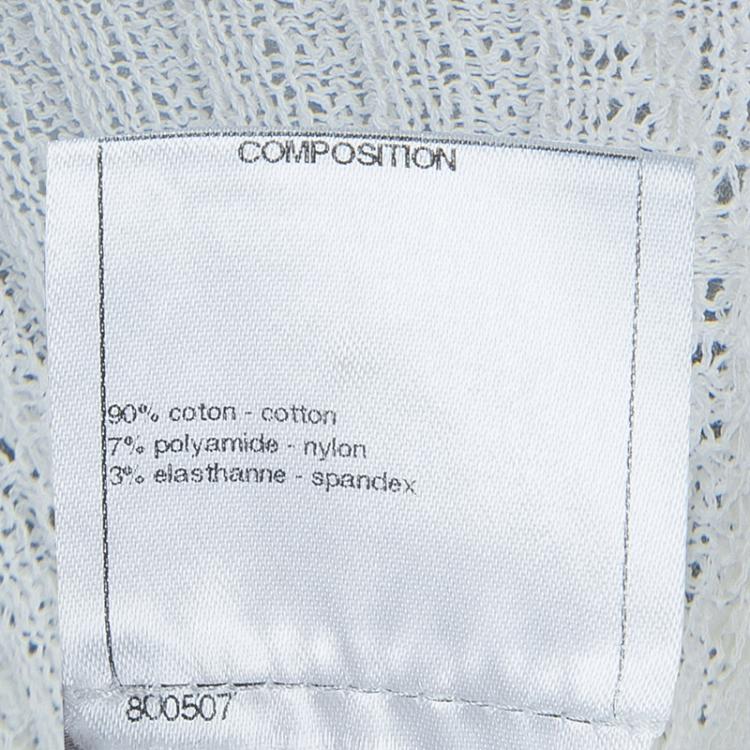 COMPOSITION
90% coton - cotton
7% polyamide - nylon
3% elasthanne - spandex
800507